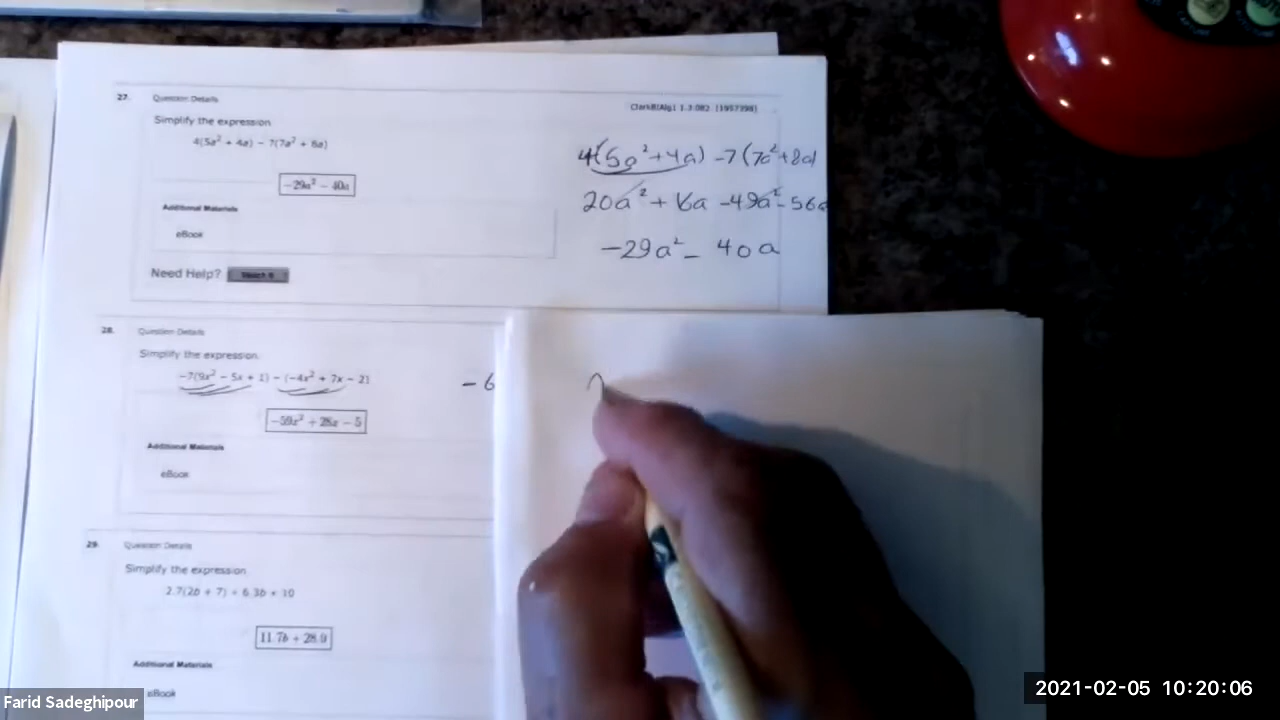 27. Question Details
ClarkBIAlg1 1.3.082 [1957398]
Simplify the expression.
4(5a² + 4a) − 7(7a² + 8a)
4(5a²+4a) -7(7a²+8a)
−29a² − 40a
20a² + 16a -49a² - 56a
Additional Materials
eBook
-29a² - 40a
Need Help?
28. Question Details
Simplify the expression.
−7(9x² − 5x + 1) − (−4x² + 7x − 2)
-6
−59x² + 28x − 5
Additional Materials
eBook
29. Question Details
Simplify the expression
2.7(2b + 7) + 6.3b + 10
11.7b + 28.9
Additional Materials
eBook
Farid Sadeghipour
2021-02-05 10:20:06